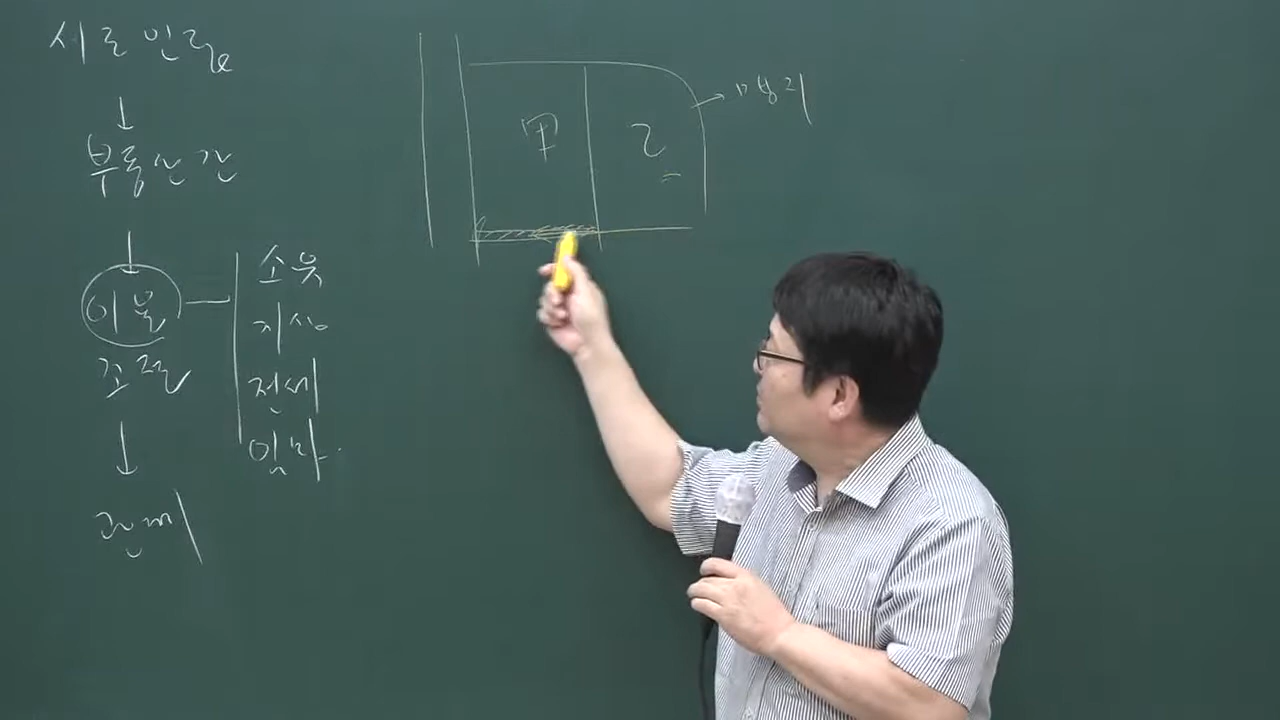 서로 인접
부동산 간
이용
조절
관계
소유
지상
전세
임차
甲
乙